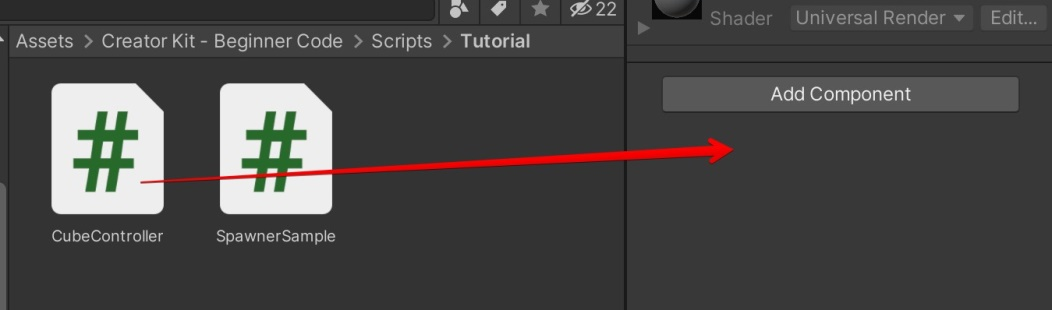 22
Assets > Creator Kit - Beginner Code > Scripts > Tutorial
CubeController
SpawnerSample
Shader Universal Render Edit...
Add Component